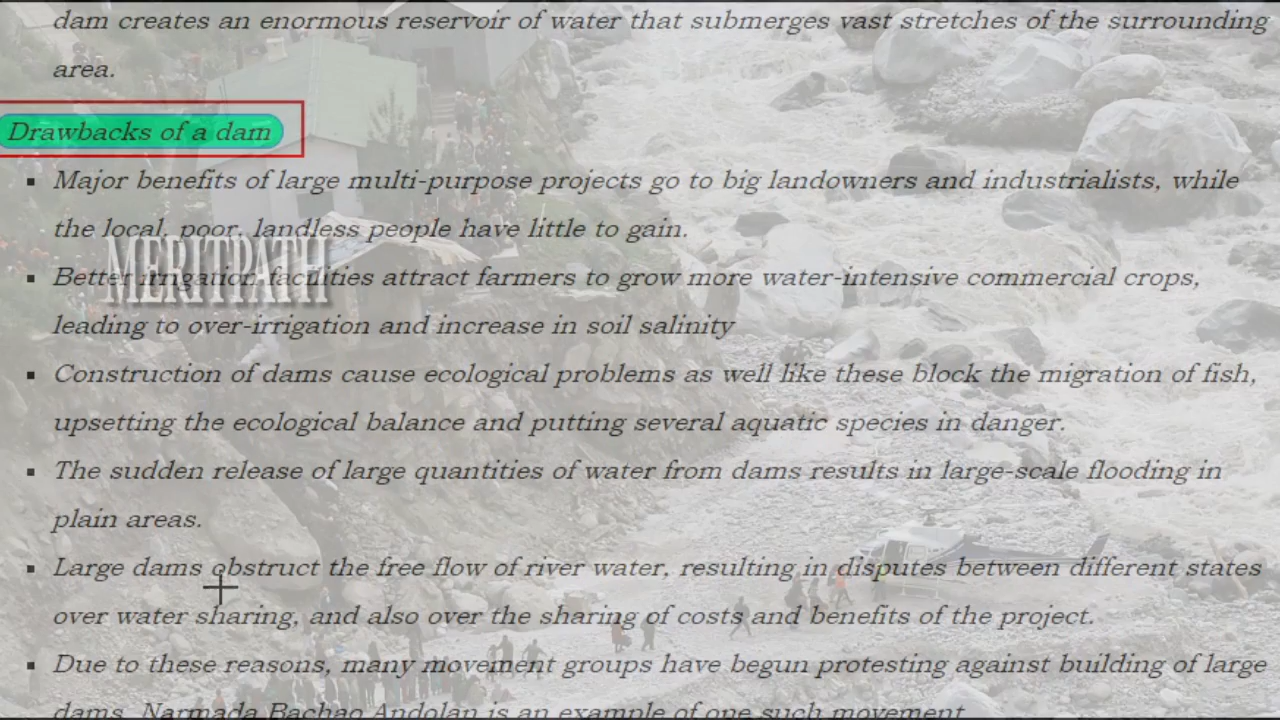 dam creates an enormous reservoir of water that submerges vast stretches of the surrounding
area.
Drawbacks of a dam
▪ Major benefits of large multi-purpose projects go to big landowners and industrialists, while
the local, poor, landless people have little to gain.
MERITPATH
▪ Better irrigation facilities attract farmers to grow more water-intensive commercial crops,
leading to over-irrigation and increase in soil salinity
▪ Construction of dams cause ecological problems as well like these block the migration of fish,
upsetting the ecological balance and putting several aquatic species in danger.
▪ The sudden release of large quantities of water from dams results in large-scale flooding in
plain areas.
▪ Large dams obstruct the free flow of river water, resulting in disputes between different states
over water sharing, and also over the sharing of costs and benefits of the project.
▪ Due to these reasons, many movement groups have begun protesting against building of large
dams. Narmada Bachao Andolan is an example of one such movement